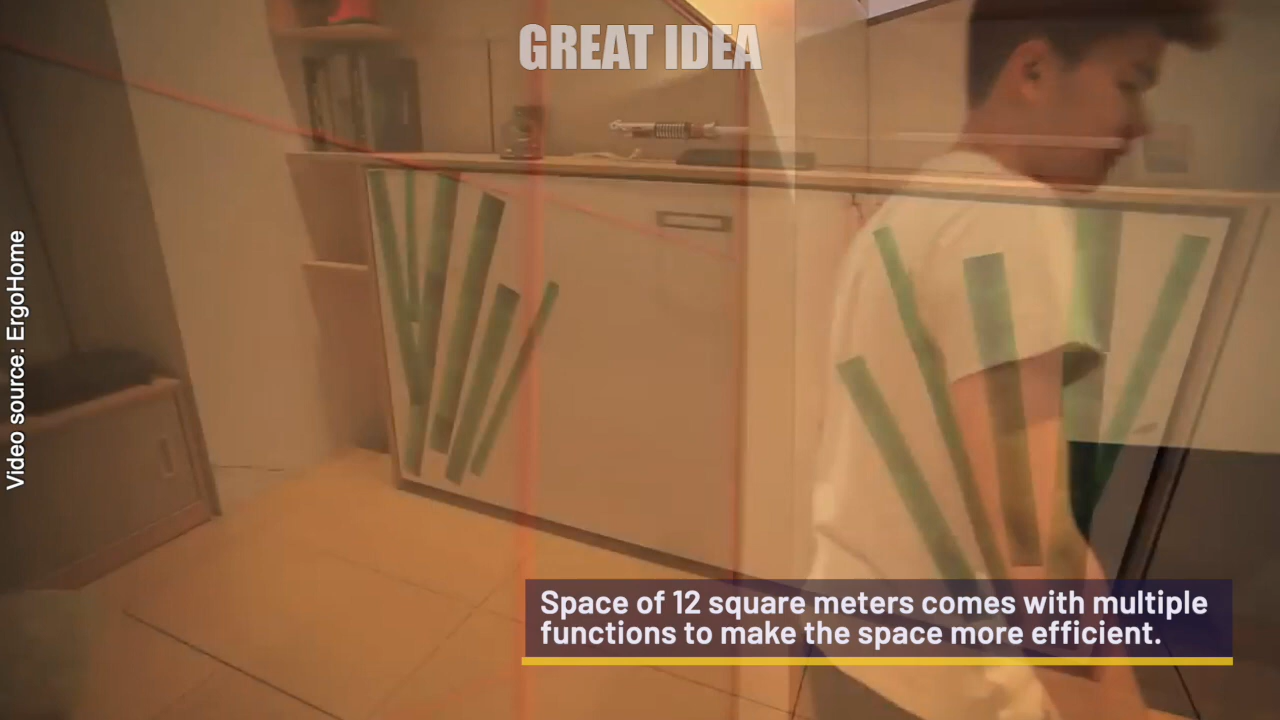 GREAT IDEA
Video source: ErgoHome
Space of 12 square meters comes with multiple
functions to make the space more efficient.